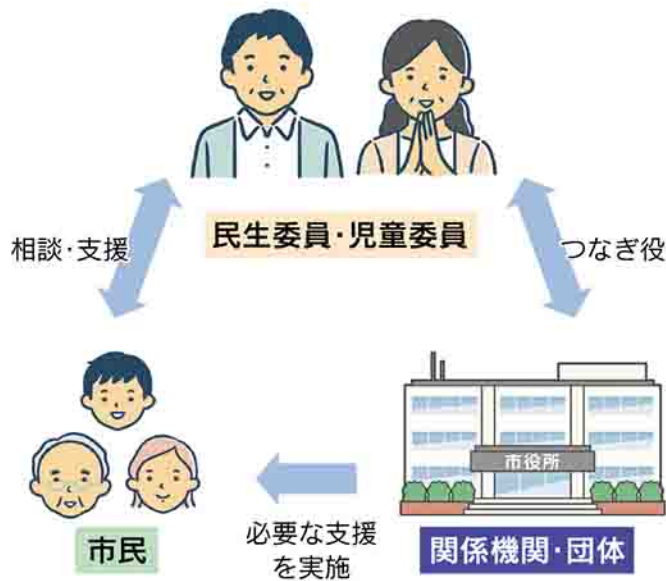 民生委員・児童委員
相談・支援
つなぎ役
市役所
市民
必要な支援
を実施
関係機関・団体